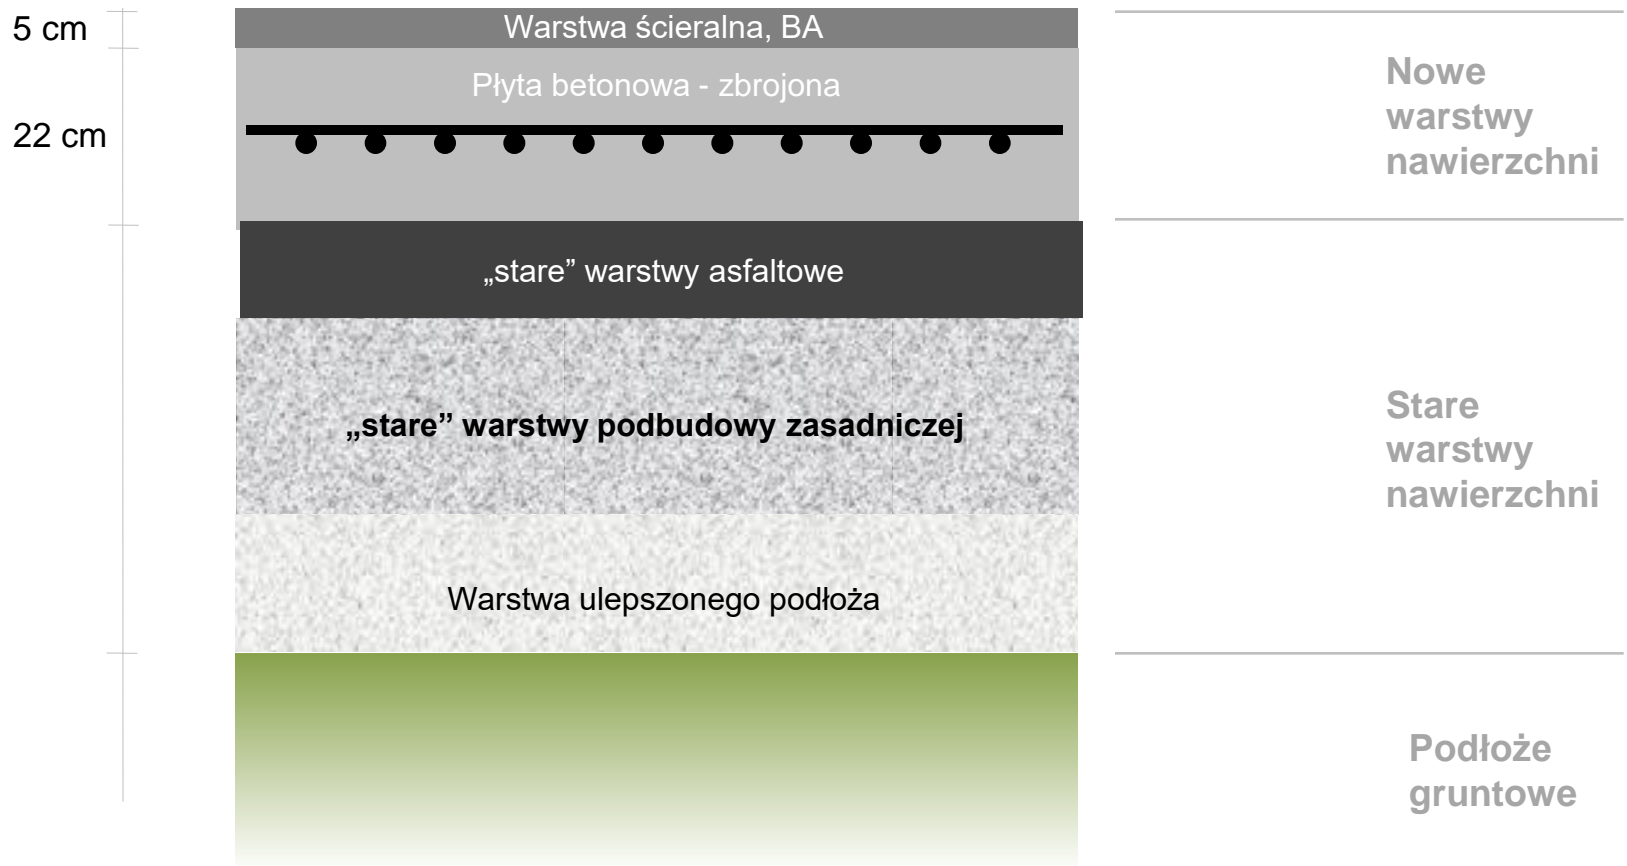 5 cm
Warstwa ścieralna, BA
Płyta betonowa - zbrojona
22 cm
Nowe
warstwy
nawierzchni
„stare” warstwy asfaltowe
„stare” warstwy podbudowy zasadniczej
Stare
warstwy
nawierzchni
Warstwa ulepszonego podłoża
Podłoże
gruntowe